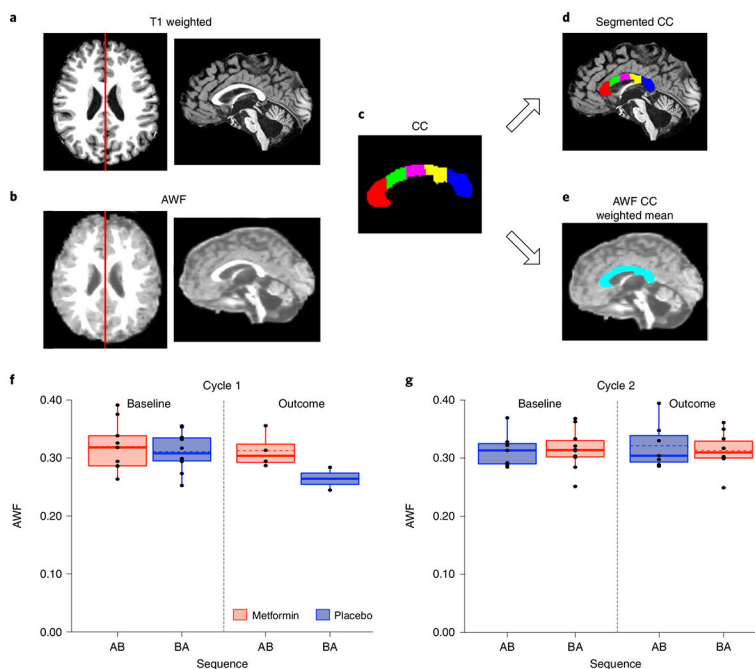 a
T1 weighted
b
AWF
c
CC
d
Segmented CC
e
AWF CC
weighted mean
f
Cycle 1
Baseline
Outcome
0.40
0.30
0.20
0.10
0.00
AWF
Metformin
Placebo
AB
BA
AB
BA
Sequence
g
Cycle 2
Baseline
Outcome
0.40
0.30
0.20
0.10
0.00
AWF
AB
BA
AB
BA
Sequence